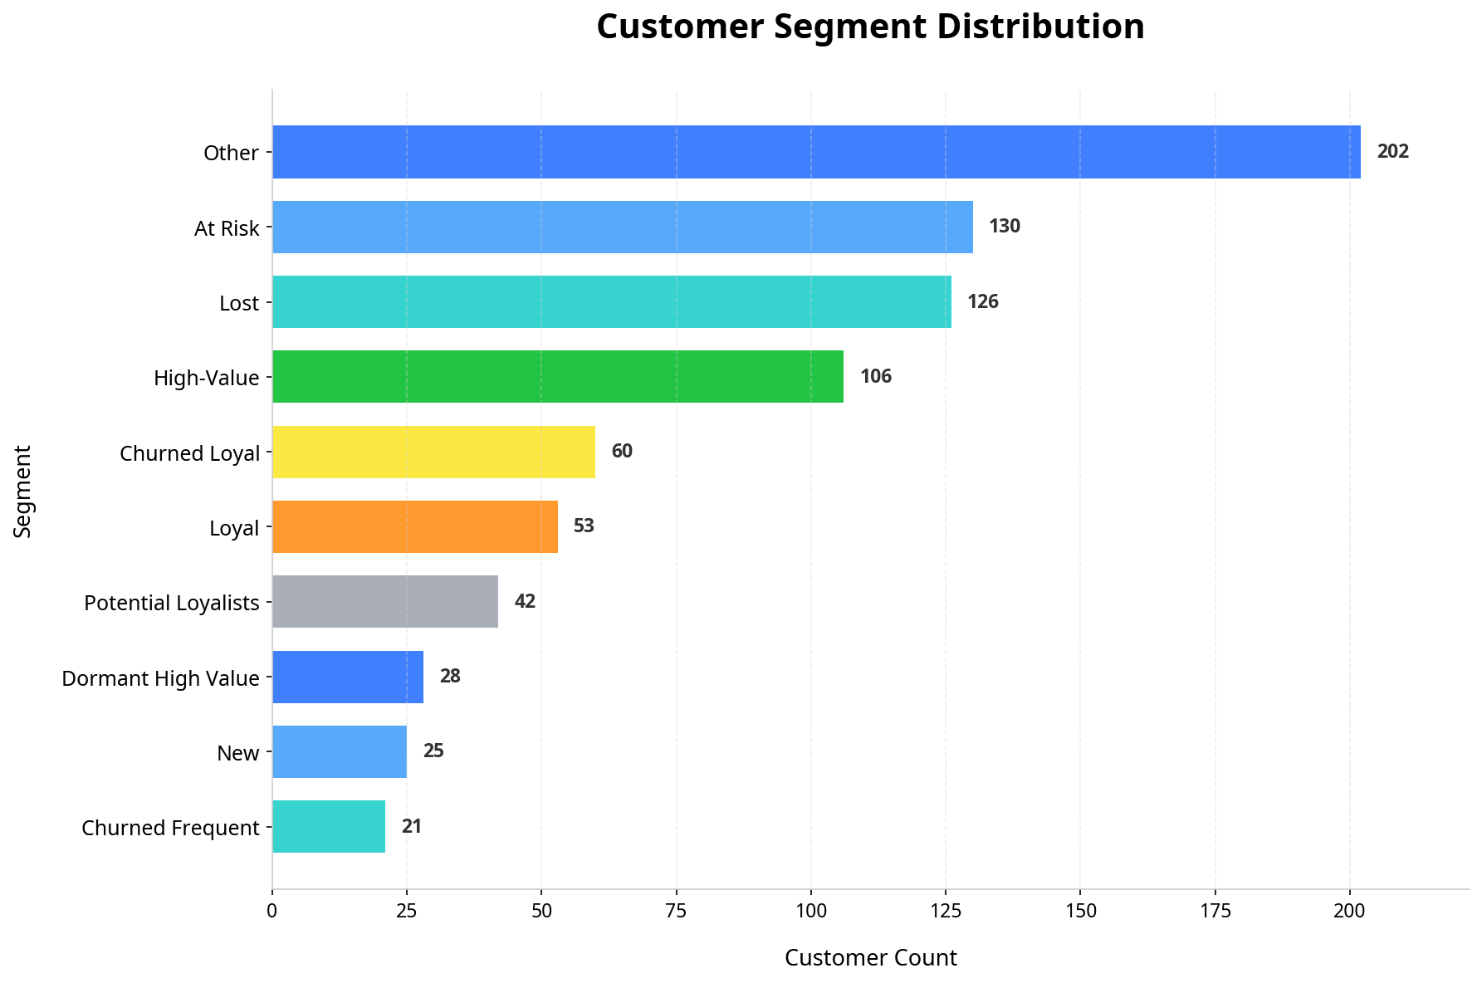 Customer Segment Distribution
Segment
Other 202
At Risk 130
Lost 126
High-Value 106
Churned Loyal 60
Loyal 53
Potential Loyalists 42
Dormant High Value 28
New 25
Churned Frequent 21
0 25 50 75 100 125 150 175 200
Customer Count